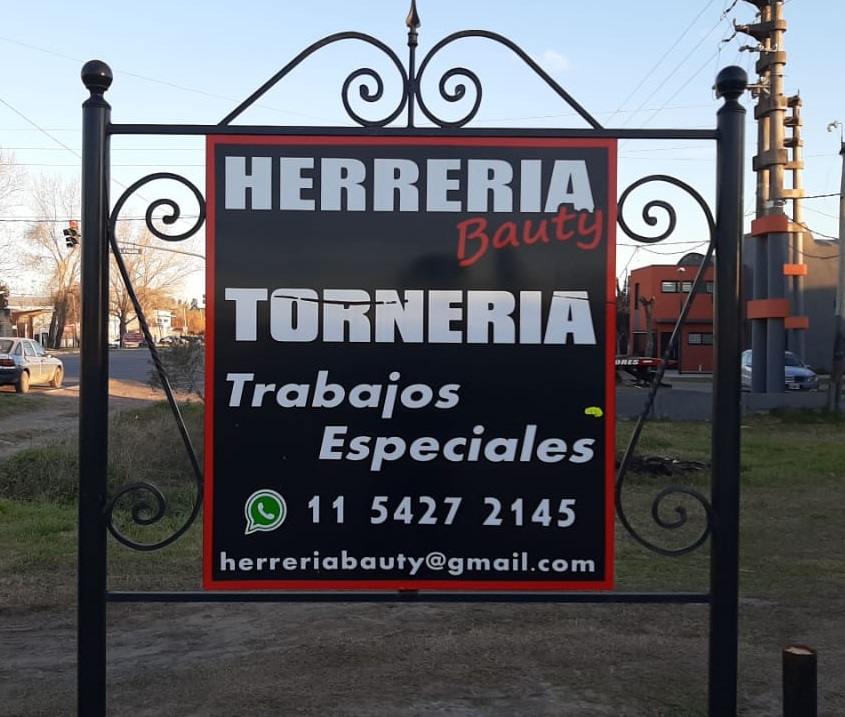 HERRERIA
Bauty
TORNERIA
Trabajos
Especiales
11 5427 2145
herreriabauty@gmail.com